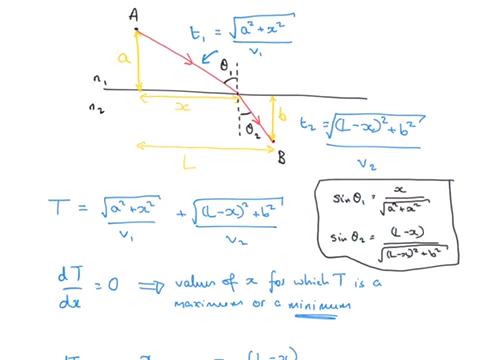 A
t₁ = √(a² + x²) / v₁
a
θ₁
n₁
n₂
x
b
θ₂
B
L
t₂ = √((L-x)² + b²) / v₂
T = √(a² + x²) / v₁ + √((L-x)² + b²) / v₂
sin θ₁ = x / √(a² + x²)
sin θ₂ = (L-x) / √((L-x)² + b²)
dT/dx = 0 ⟹ values of x for which T is a
maximum or a minimum